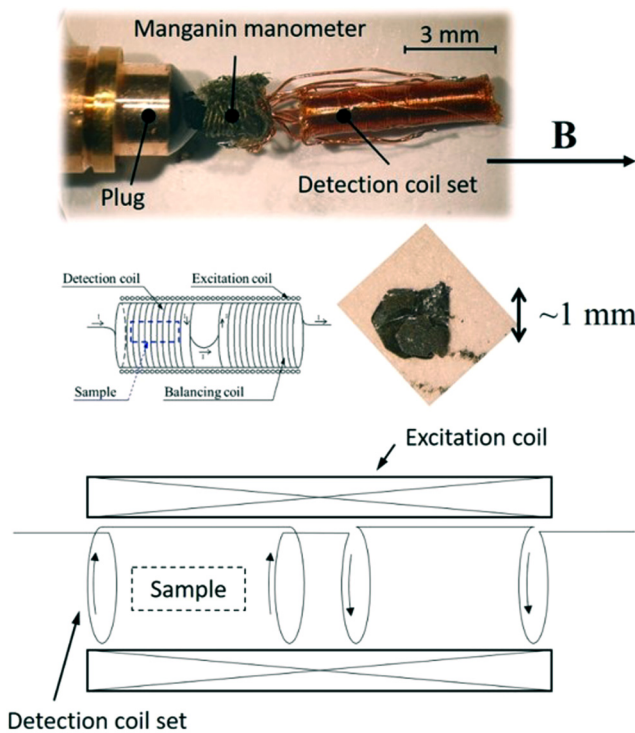 Manganin manometer
3 mm
B
Plug
Detection coil set
Detection coil
Excitation coil
I
I
I
~1 mm
Sample
Balancing coil
Excitation coil
Sample
Detection coil set